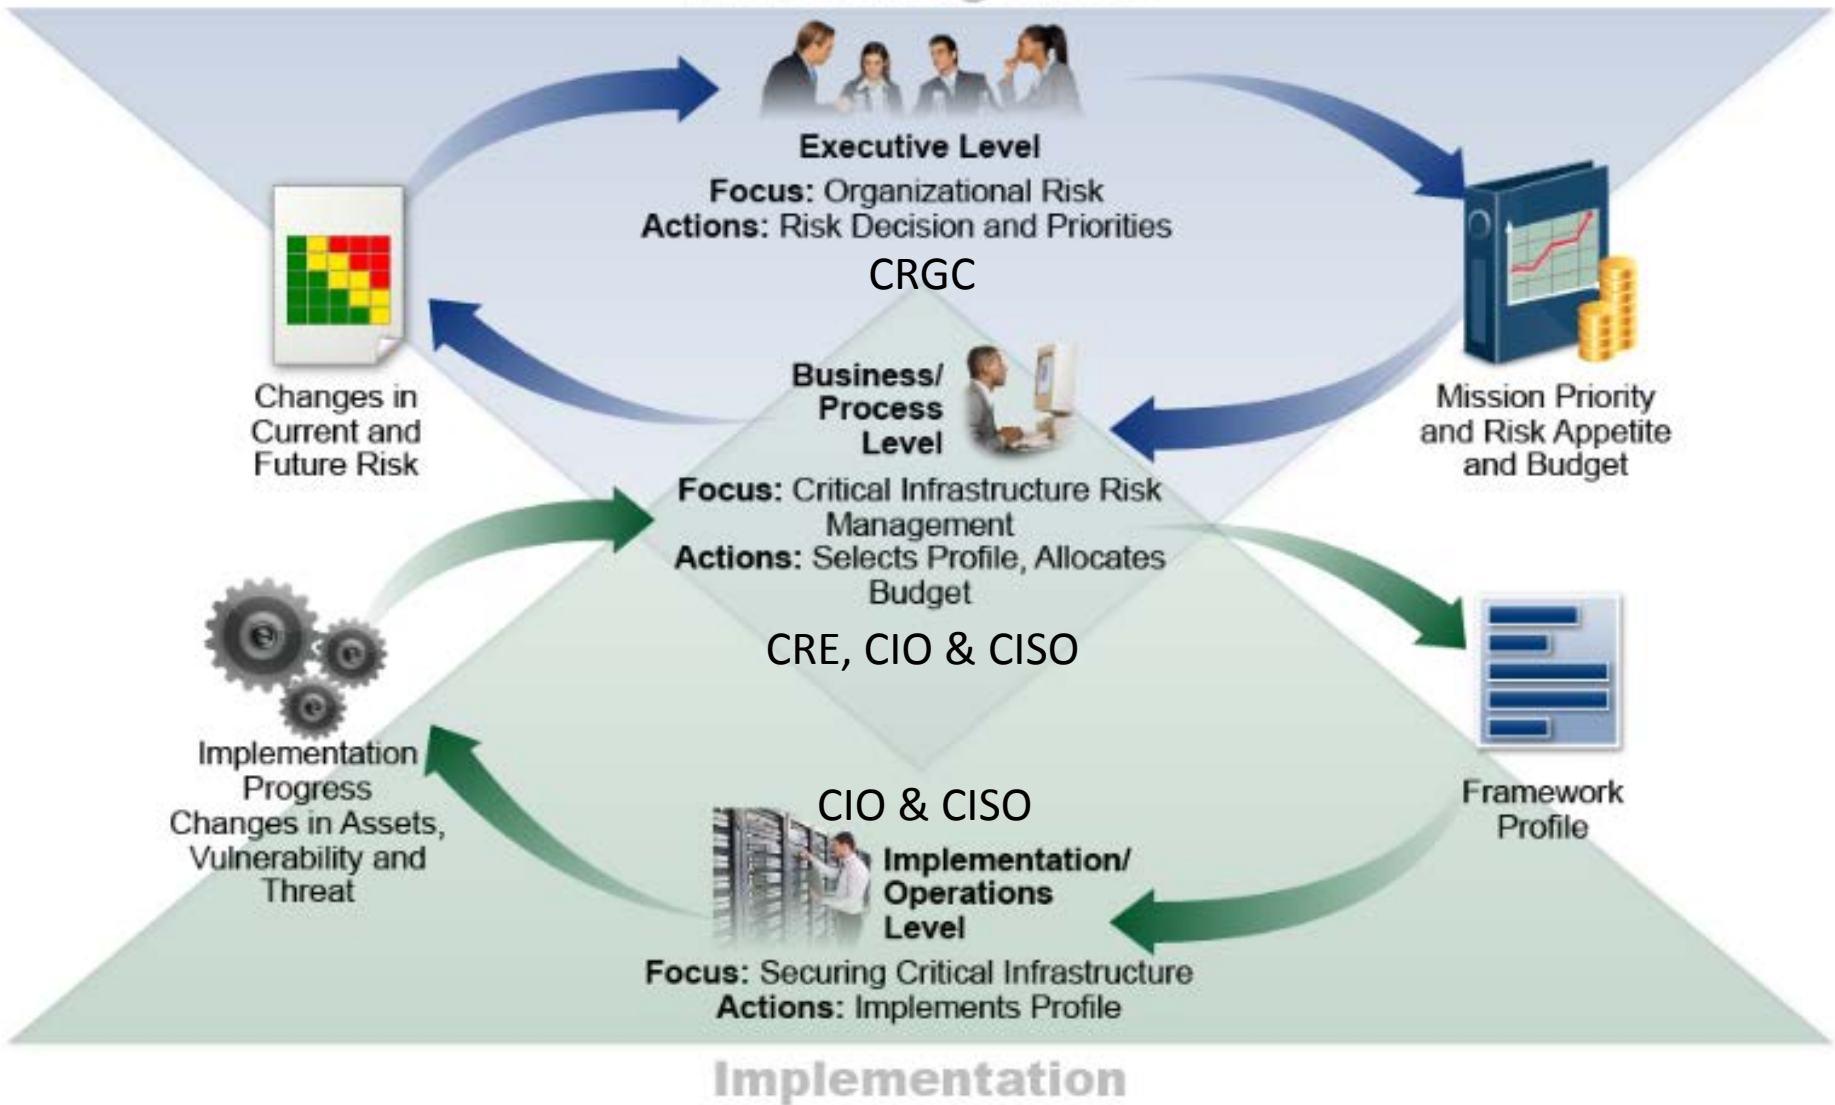 Executive Level
Focus: Organizational Risk
Actions: Risk Decision and Priorities
CRGC
Changes in
Current and
Future Risk
Business/
Process
Level
Mission Priority
and Risk Appetite
and Budget
Focus: Critical Infrastructure Risk
Management
Actions: Selects Profile, Allocates
Budget
CRE, CIO & CISO
Implementation
Progress
Changes in Assets,
Vulnerability and
Threat
Framework
Profile
CIO & CISO
Implementation/
Operations
Level
Focus: Securing Critical Infrastructure
Actions: Implements Profile
Implementation